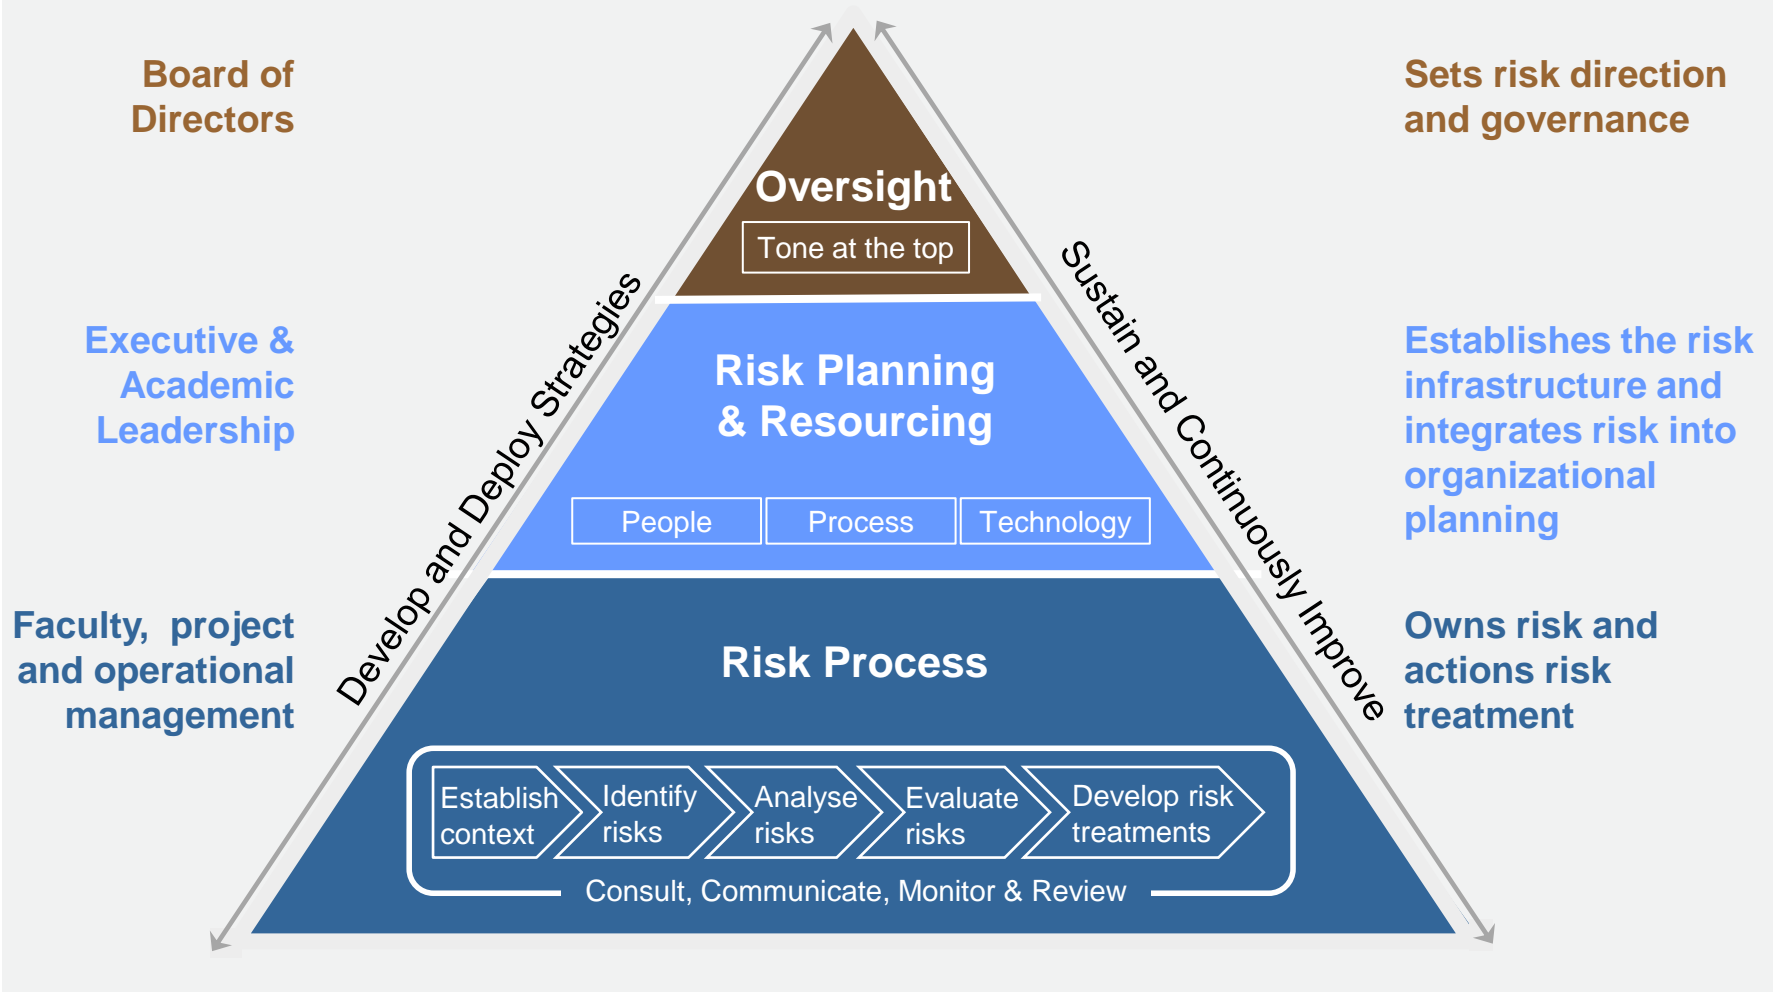 Board of
Directors
Sets risk direction
and governance
Oversight
Tone at the top
Develop and Deploy Strategies
Sustain and Continuously Improve
Executive &
Academic
Leadership
Risk Planning
& Resourcing
People
Process
Technology
Establishes the risk
infrastructure and
integrates risk into
organizational
planning
Faculty, project
and operational
management
Risk Process
Owns risk and
actions risk
treatment
Establish
context
Identify
risks
Analyse
risks
Evaluate
risks
Develop risk
treatments
Consult, Communicate, Monitor & Review